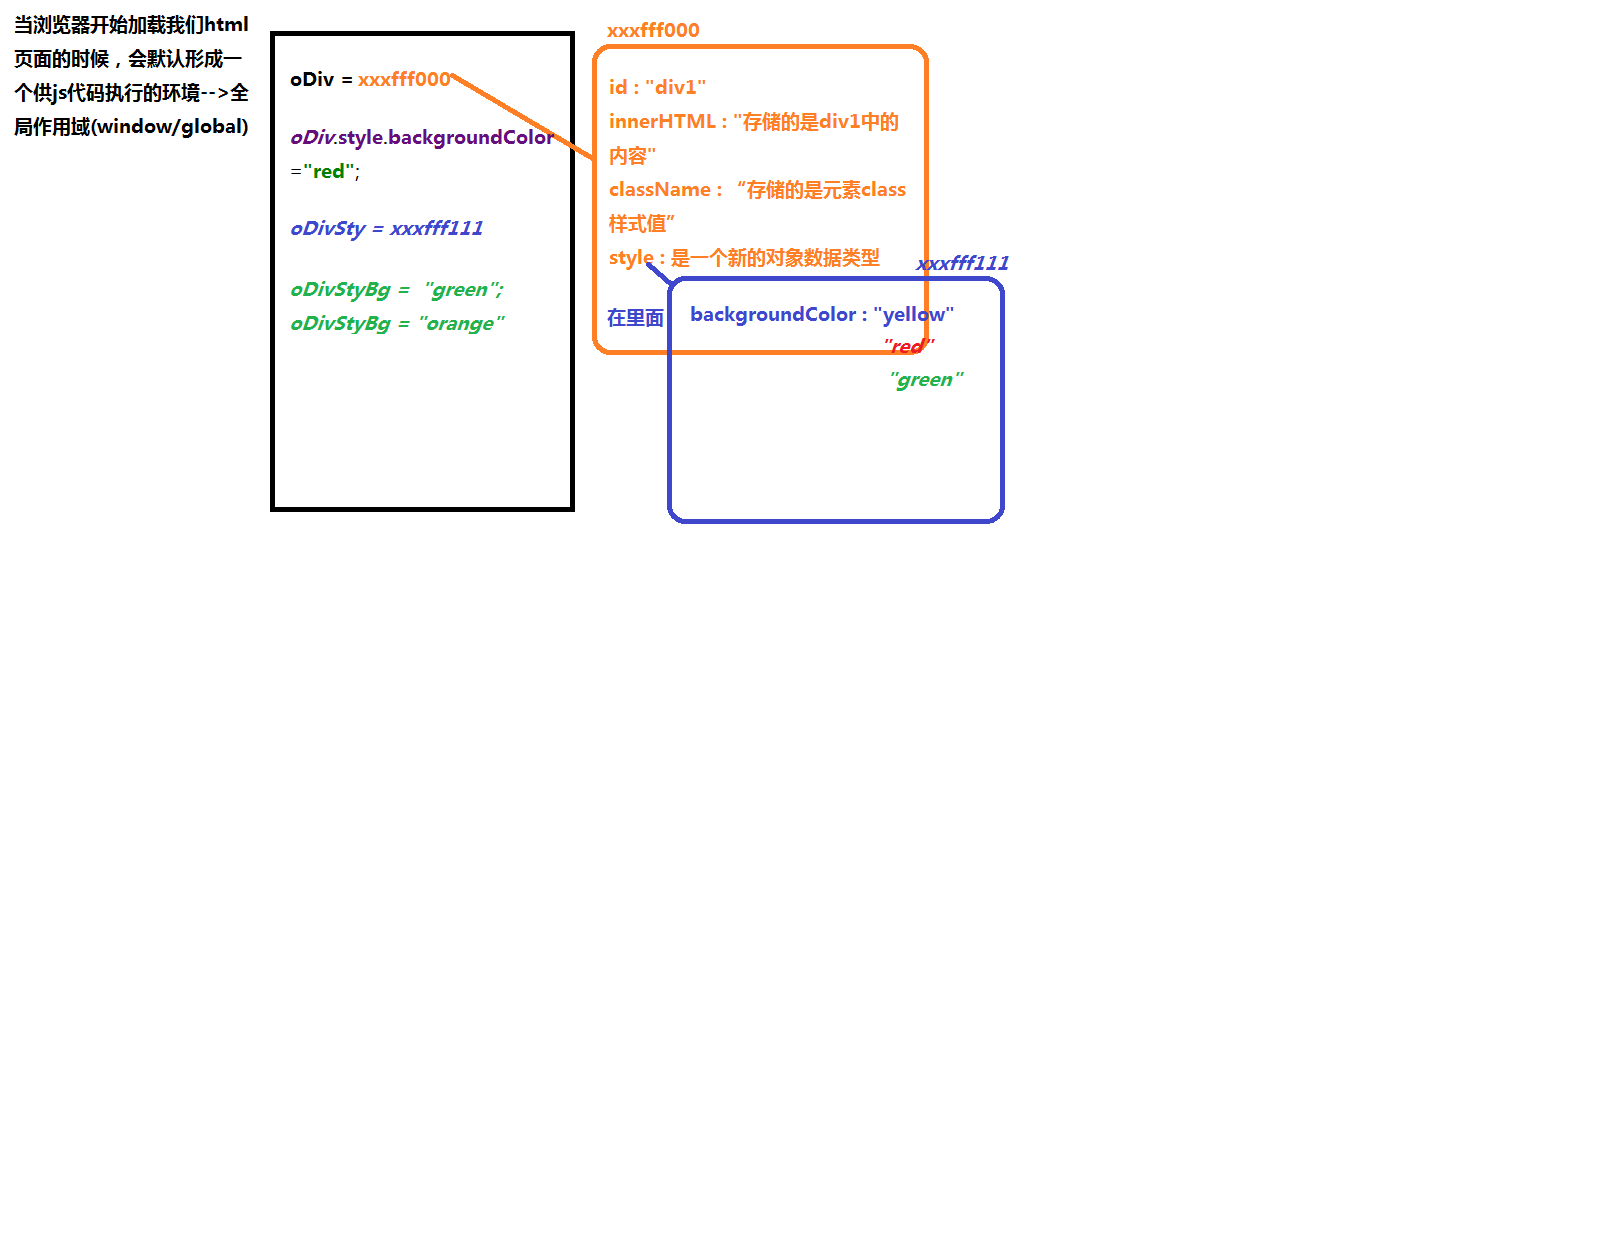 当浏览器开始加载我们html
页面的时候，会默认形成一
个供js代码执行的环境-->全
局作用域(window/global)
oDiv = xxxfff000
oDiv.style.backgroundColor
="red";
oDivSty = xxxfff111
oDivStyBg =  "green";
oDivStyBg = "orange"
xxxfff000
id : "div1"
innerHTML : "存储的是div1中的
内容"
className : “存储的是元素class
样式值”
style : 是一个新的对象数据类型
xxxfff111
在里面
backgroundColor : "yellow"
"red"
"green"